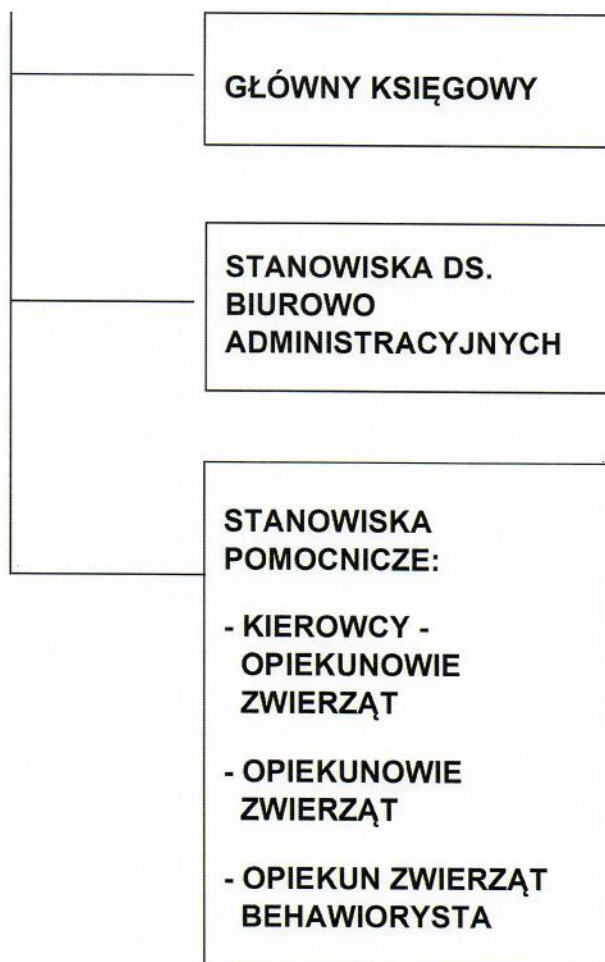 GŁÓWNY KSIĘGOWY
STANOWISKA DS.
BIUROWO
ADMINISTRACYJNYCH
STANOWISKA
POMOCNICZE:
- KIEROWCY -
OPIEKUNOWIE
ZWIERZĄT
- OPIEKUNOWIE
ZWIERZĄT
- OPIEKUN ZWIERZĄT
BEHAWIORYSTA